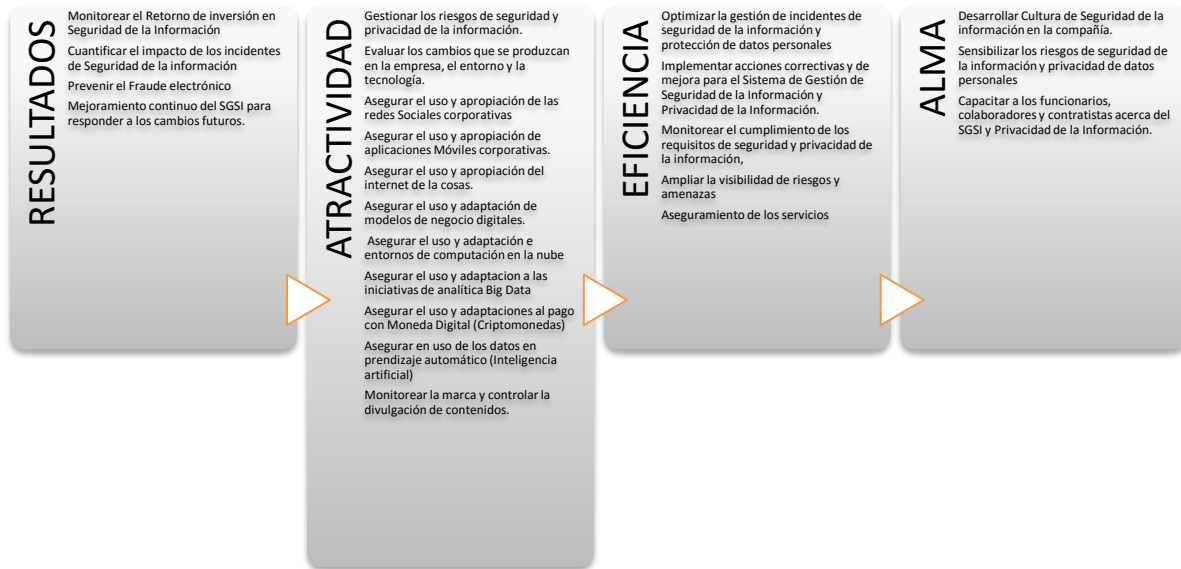 RESULTADOS
Monitorear el Retorno de inversión en
Seguridad de la Información
Cuantificar el impacto de los incidentes
de Seguridad de la información
Prevenir el Fraude electrónico
Mejoramiento continuo del SGSI para
responder a los cambios futuros.
ATRACTIVIDAD
Gestionar los riesgos de seguridad y
privacidad de la información.
Evaluar los cambios que se produzcan
en la empresa, el entorno y la
tecnología.
Asegurar el uso y apropiación de las
redes Sociales corporativas
Asegurar el uso y apropiación de
aplicaciones Móviles corporativas.
Asegurar el uso y apropiación del
internet de la cosas.
Asegurar el uso y adaptación de
modelos de negocio digitales.
Asegurar el uso y adaptación e
entornos de computación en la nube
Asegurar el uso y adaptacion a las
iniciativas de analítica Big Data
Asegurar el uso y adaptaciones al pago
con Moneda Digital (Criptomonedas)
Asegurar en uso de los datos en
prendizaje automático (Inteligencia
artificial)
Monitorear la marca y controlar la
divulgación de contenidos.
EFICIENCIA
Optimizar la gestión de incidentes de
seguridad de la información y
protección de datos personales
Implementar acciones correctivas y de
mejora para el Sistema de Gestión de
Seguridad de la Información y
Privacidad de la Información.
Monitorear el cumplimiento de los
requisitos de seguridad y privacidad de
la información,
Ampliar la visibilidad de riesgos y
amenazas
Aseguramiento de los servicios
ALMA
Desarrollar Cultura de Seguridad de la
información en la compañía.
Sensibilizar los riesgos de seguridad de
la información y privacidad de datos
personales
Capacitar a los funcionarios,
colaboradores y contratistas acerca del
SGSI y Privacidad de la Información.